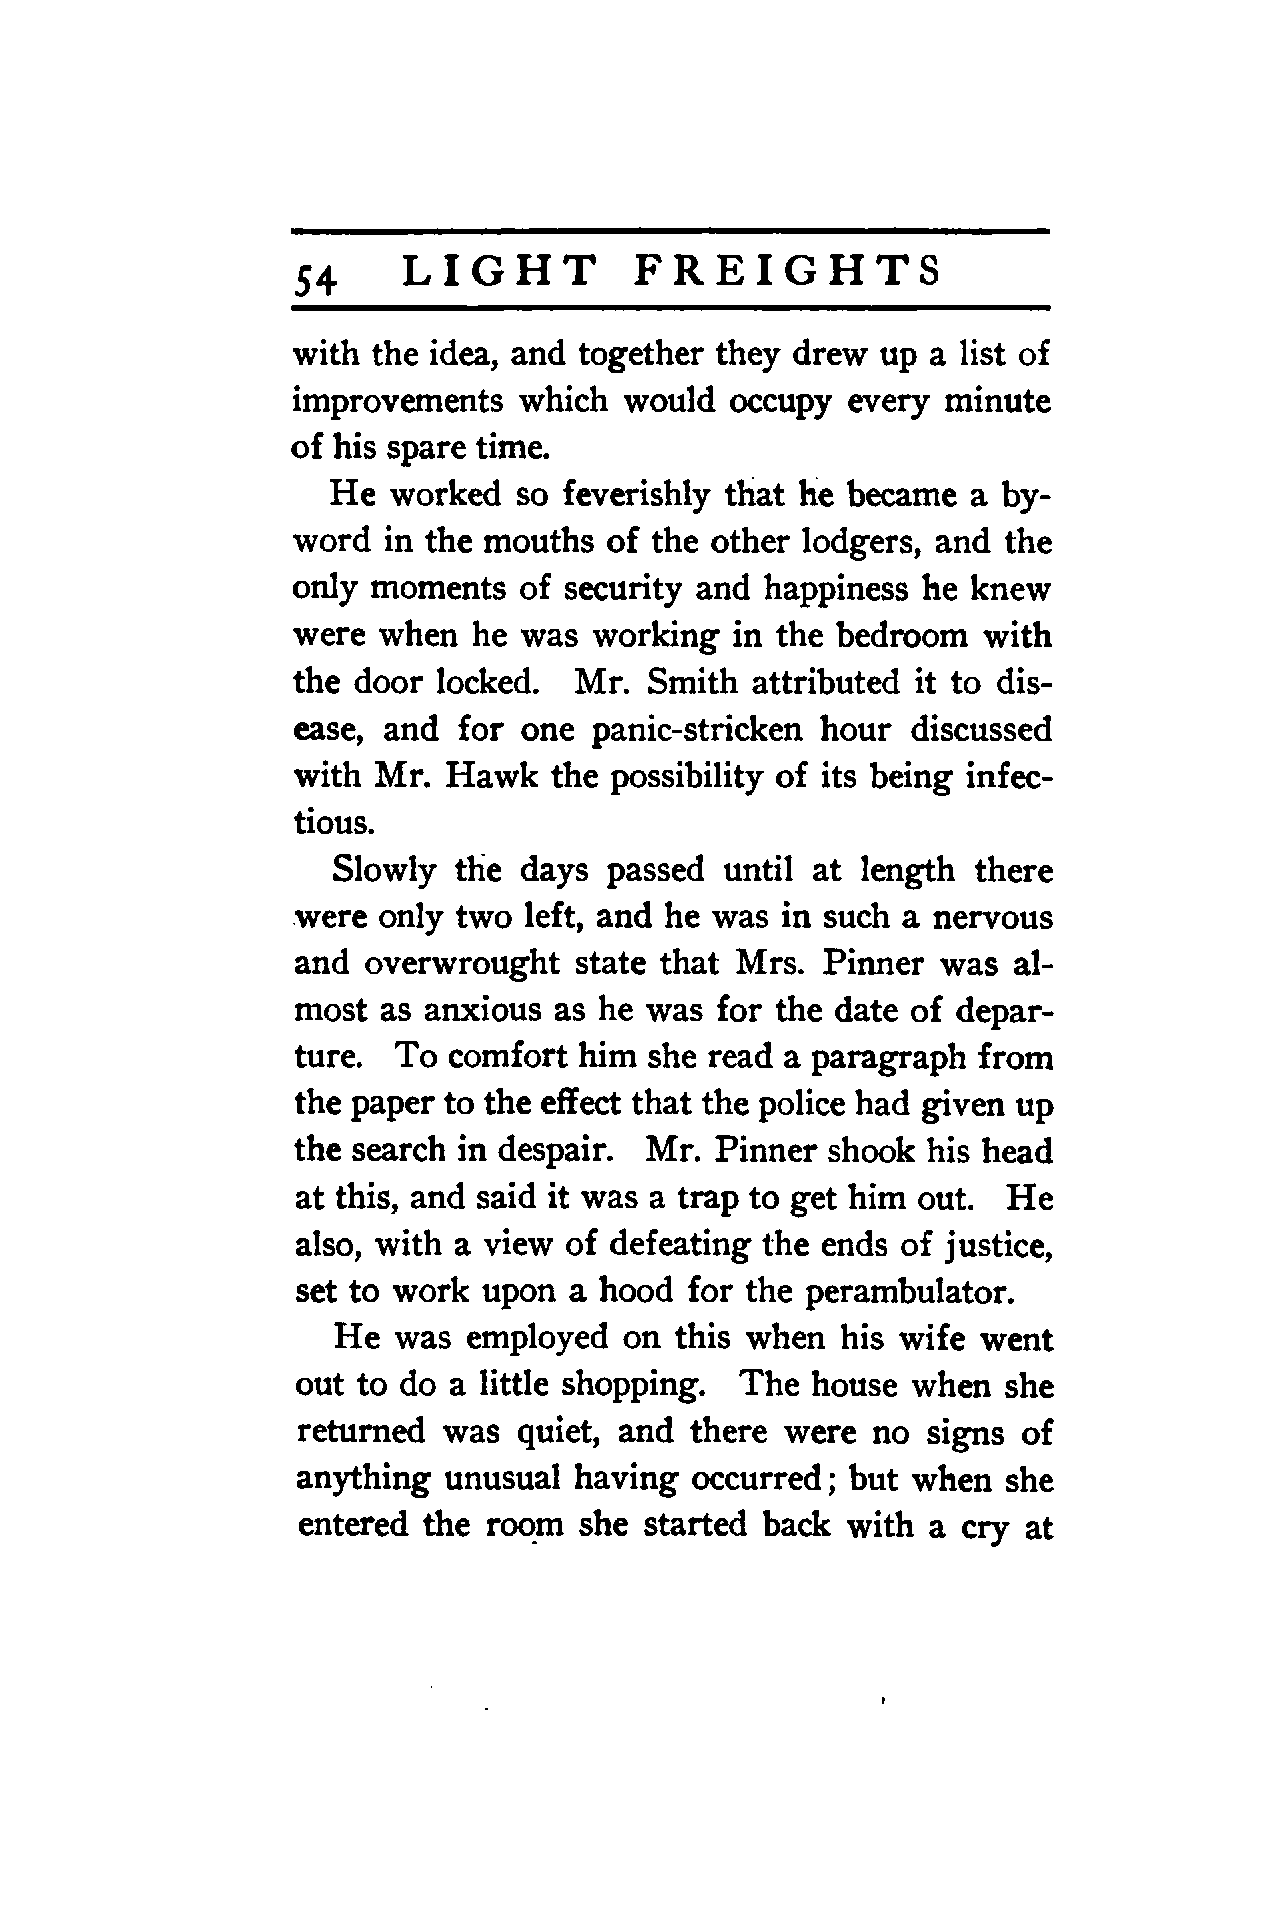 54 LIGHT FREIGHTS
with the idea, and together they drew up a list of
improvements which would occupy every minute
of his spare time.
He worked so feverishly that he became a by-
word in the mouths of the other lodgers, and the
only moments of security and happiness he knew
were when he was working in the bedroom with
the door locked. Mr. Smith attributed it to dis-
ease, and for one panic-stricken hour discussed
with Mr. Hawk the possibility of its being infec-
tious.
Slowly the days passed until at length there
were only two left, and he was in such a nervous
and overwrought state that Mrs. Pinner was al-
most as anxious as he was for the date of depar-
ture. To comfort him she read a paragraph from
the paper to the effect that the police had given up
the search in despair. Mr. Pinner shook his head
at this, and said it was a trap to get him out. He
also, with a view of defeating the ends of justice,
set to work upon a hood for the perambulator.
He was employed on this when his wife went
out to do a little shopping. The house when she
returned was quiet, and there were no signs of
anything unusual having occurred; but when she
entered the room she started back with a cry at